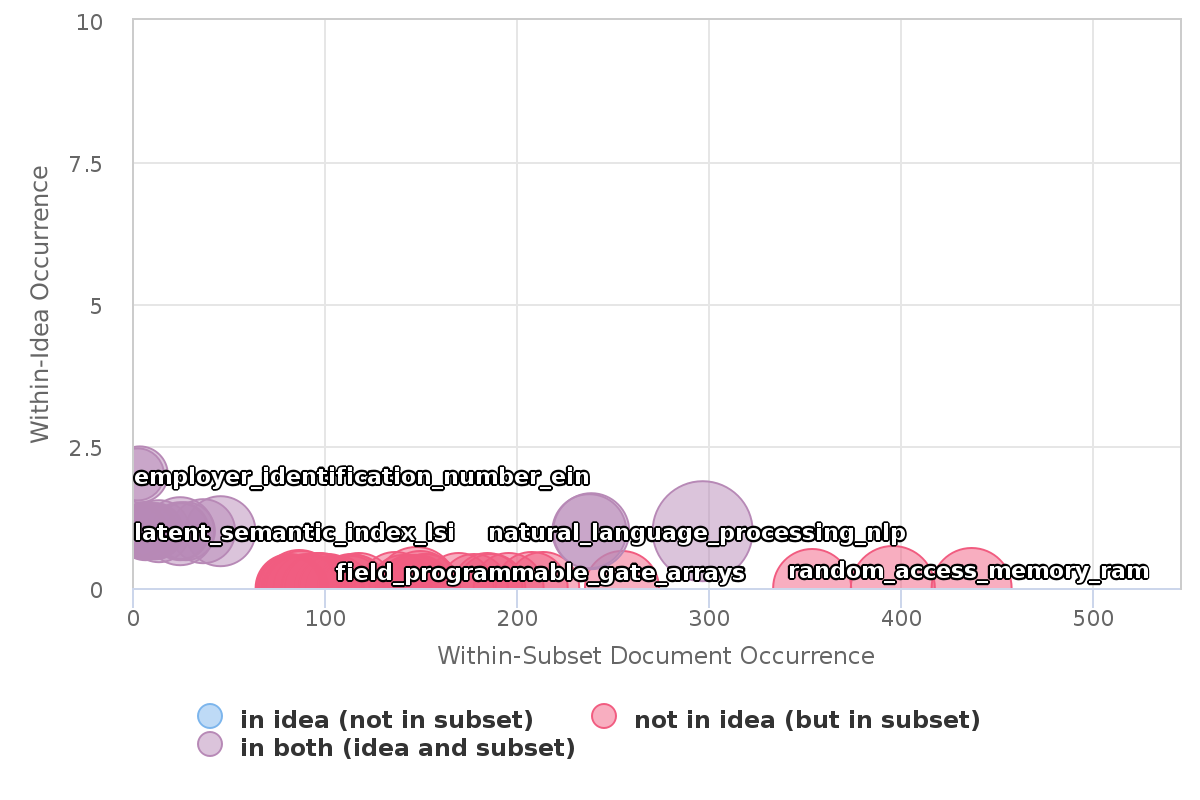 10
7.5
5
2.5
0
Within-Idea Occurrence
employer_identification_number_ein
latent_semantic_index_lsi
natural_language_processing_nlp
field_programmable_gate_arrays
random_access_memory_ram
0 100 200 300 400 500
Within-Subset Document Occurrence
in idea (not in subset)
not in idea (but in subset)
in both (idea and subset)